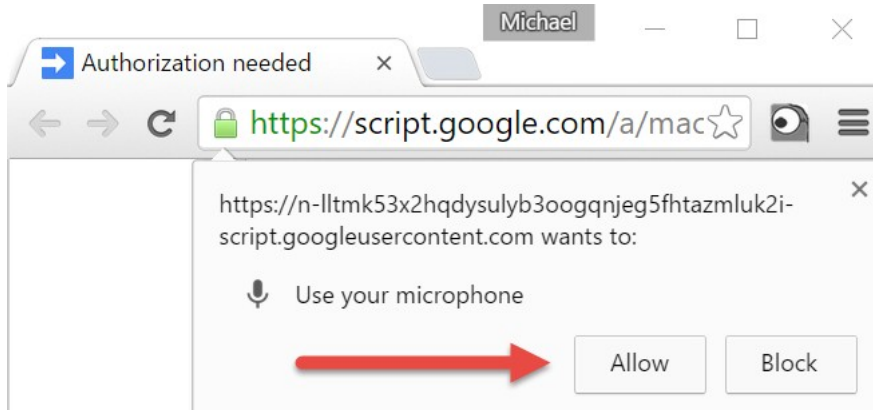 Michael
Authorization needed
https://script.google.com/a/mac
https://n-lltmk53x2hqdysulyb3oogqnjeg5fhtazmluk2i-
script.googleusercontent.com wants to:
Use your microphone
Allow Block